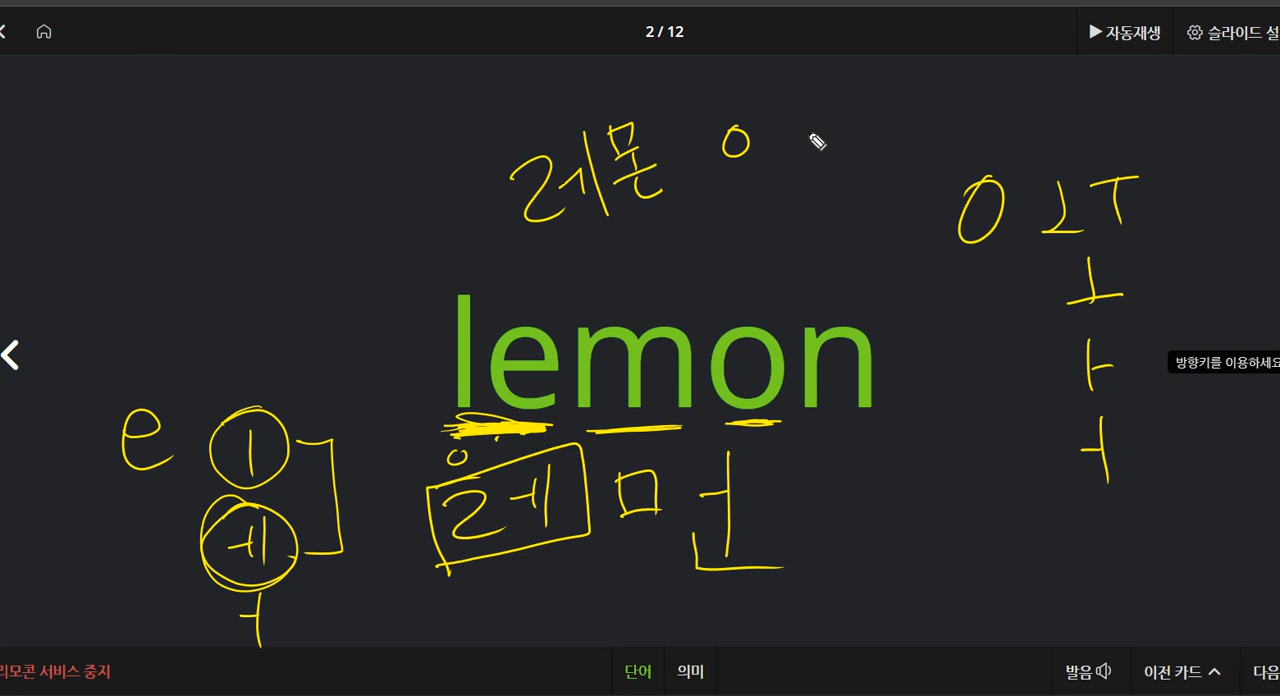 2 / 12
▶ 자동재생
슬라이드 설
레몬 o
O ㅗㅜ
ㅗ
ㅏ
ㅓ
lemon
방향키를 이용하세요
e ㅣ
ㅔ
ㅓ
레 ㅁ ㅓㄴ
리모콘 서비스 중지
단어
의미
발음
이전 카드
다음